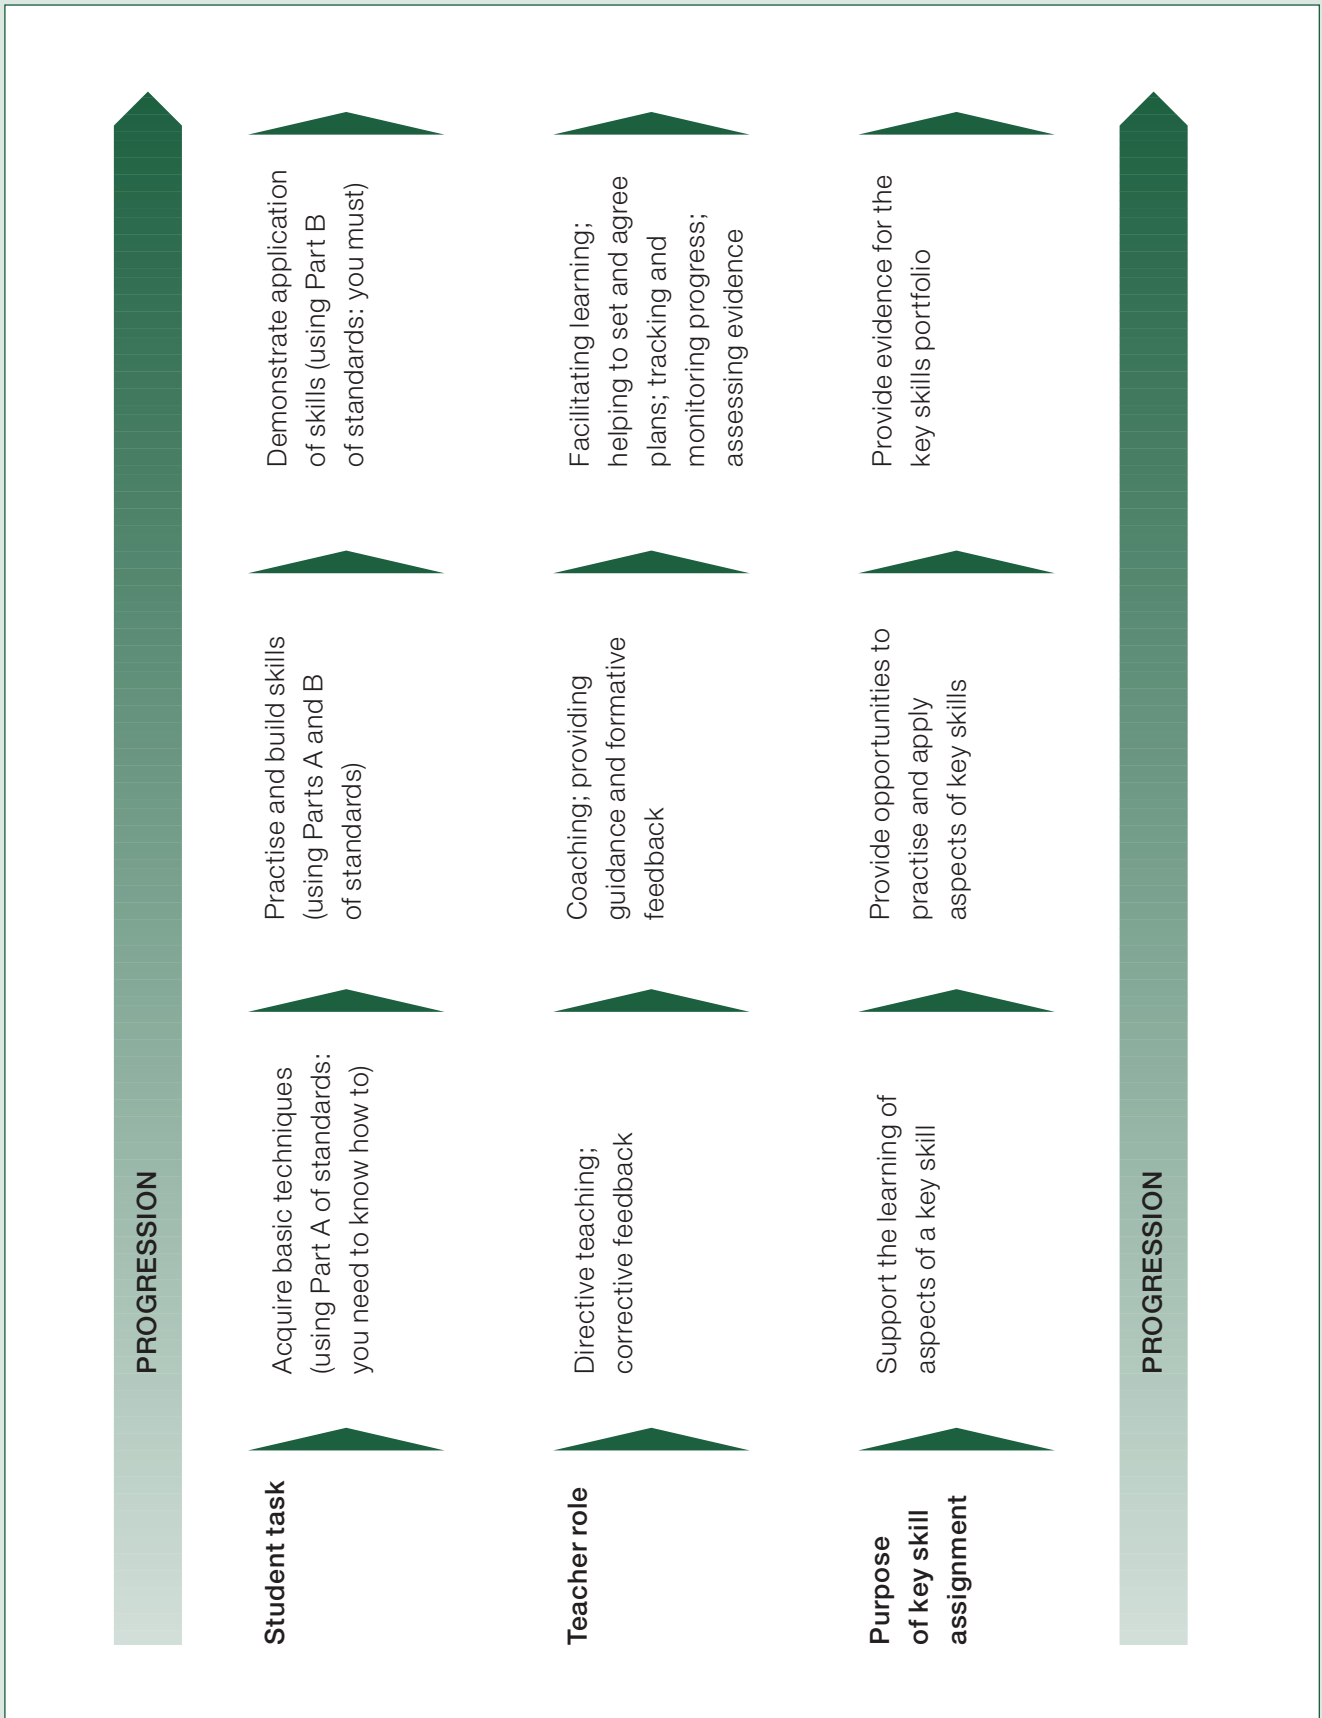 PROGRESSION
Student task
Acquire basic techniques
(using Part A of standards:
you need to know how to)
Practise and build skills
(using Parts A and B
of standards)
Demonstrate application
of skills (using Part B
of standards: you must)
Teacher role
Directive teaching;
corrective feedback
Coaching; providing
guidance and formative
feedback
Facilitating learning;
helping to set and agree
plans; tracking and
monitoring progress;
assessing evidence
Purpose
of key skill
assignment
Support the learning of
aspects of a key skill
Provide opportunities to
practise and apply
aspects of key skills
Provide evidence for the
key skills portfolio
PROGRESSION